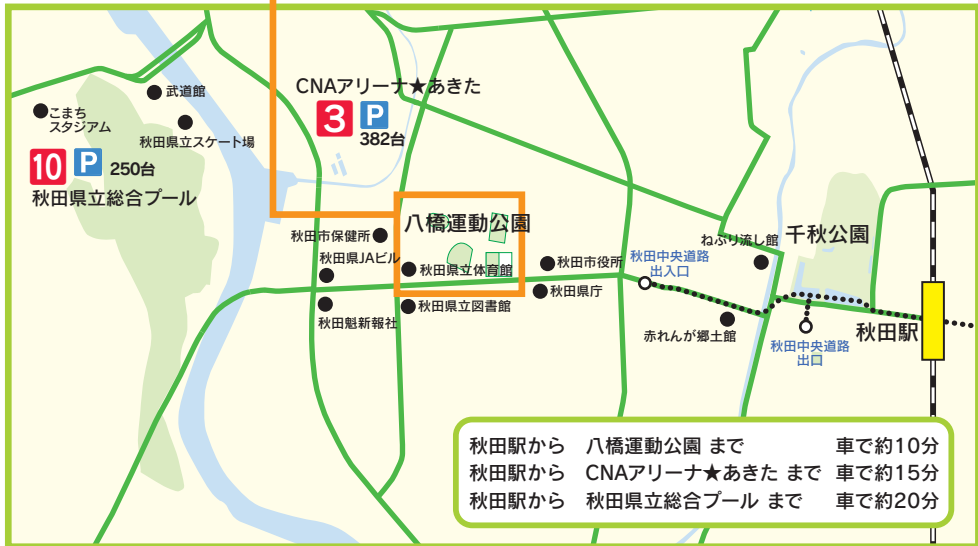 CNAアリーナ★あきた
3 P
382台
武道館
こまち
スタジアム
秋田県立スケート場
10 P 250台
秋田県立総合プール
八橋運動公園
秋田市保健所
秋田県JAビル
秋田県立体育館
秋田市役所
秋田県庁
秋田魁新報社
秋田県立図書館
秋田中央道路
出入口
ねぶり流し館
千秋公園
赤れんが郷土館
秋田中央道路
出口
秋田駅
秋田駅から 八橋運動公園 まで 車で約10分
秋田駅から CNAアリーナ★あきた まで 車で約15分
秋田駅から 秋田県立総合プール まで 車で約20分